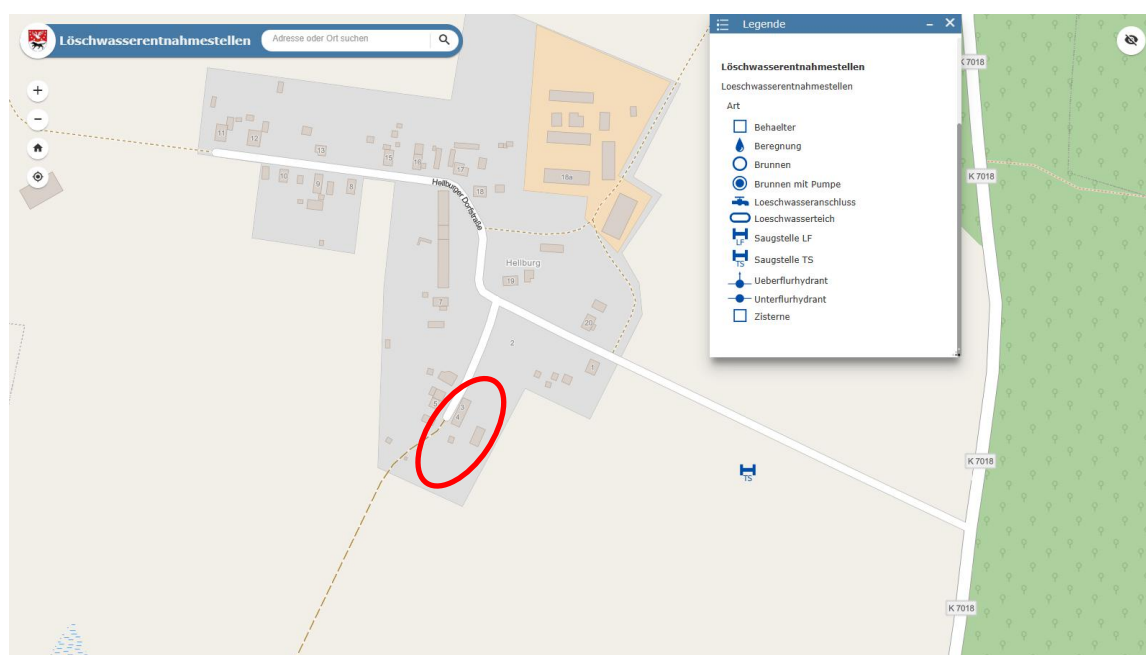 Löschwasserentnahmestellen
Adresse oder Ort suchen
Legende
Löschwasserentnahmestellen
Loeschwasserentnahmestellen
Art
Behaelter
Beregnung
Brunnen
Brunnen mit Pumpe
Loeschwasseranschluss
Loeschwasserteich
LF Saugstelle LF
TS Saugstelle TS
Ueberflurhydrant
Unterflurhydrant
Zisterne
K 7018
K 7018
11
12
13
15
16
17
18
16a
10
9
8
Hellburger Dorfstraße
Hellburg
19
7
20
2
1
5
3
4
TS
K 7018
K 7018